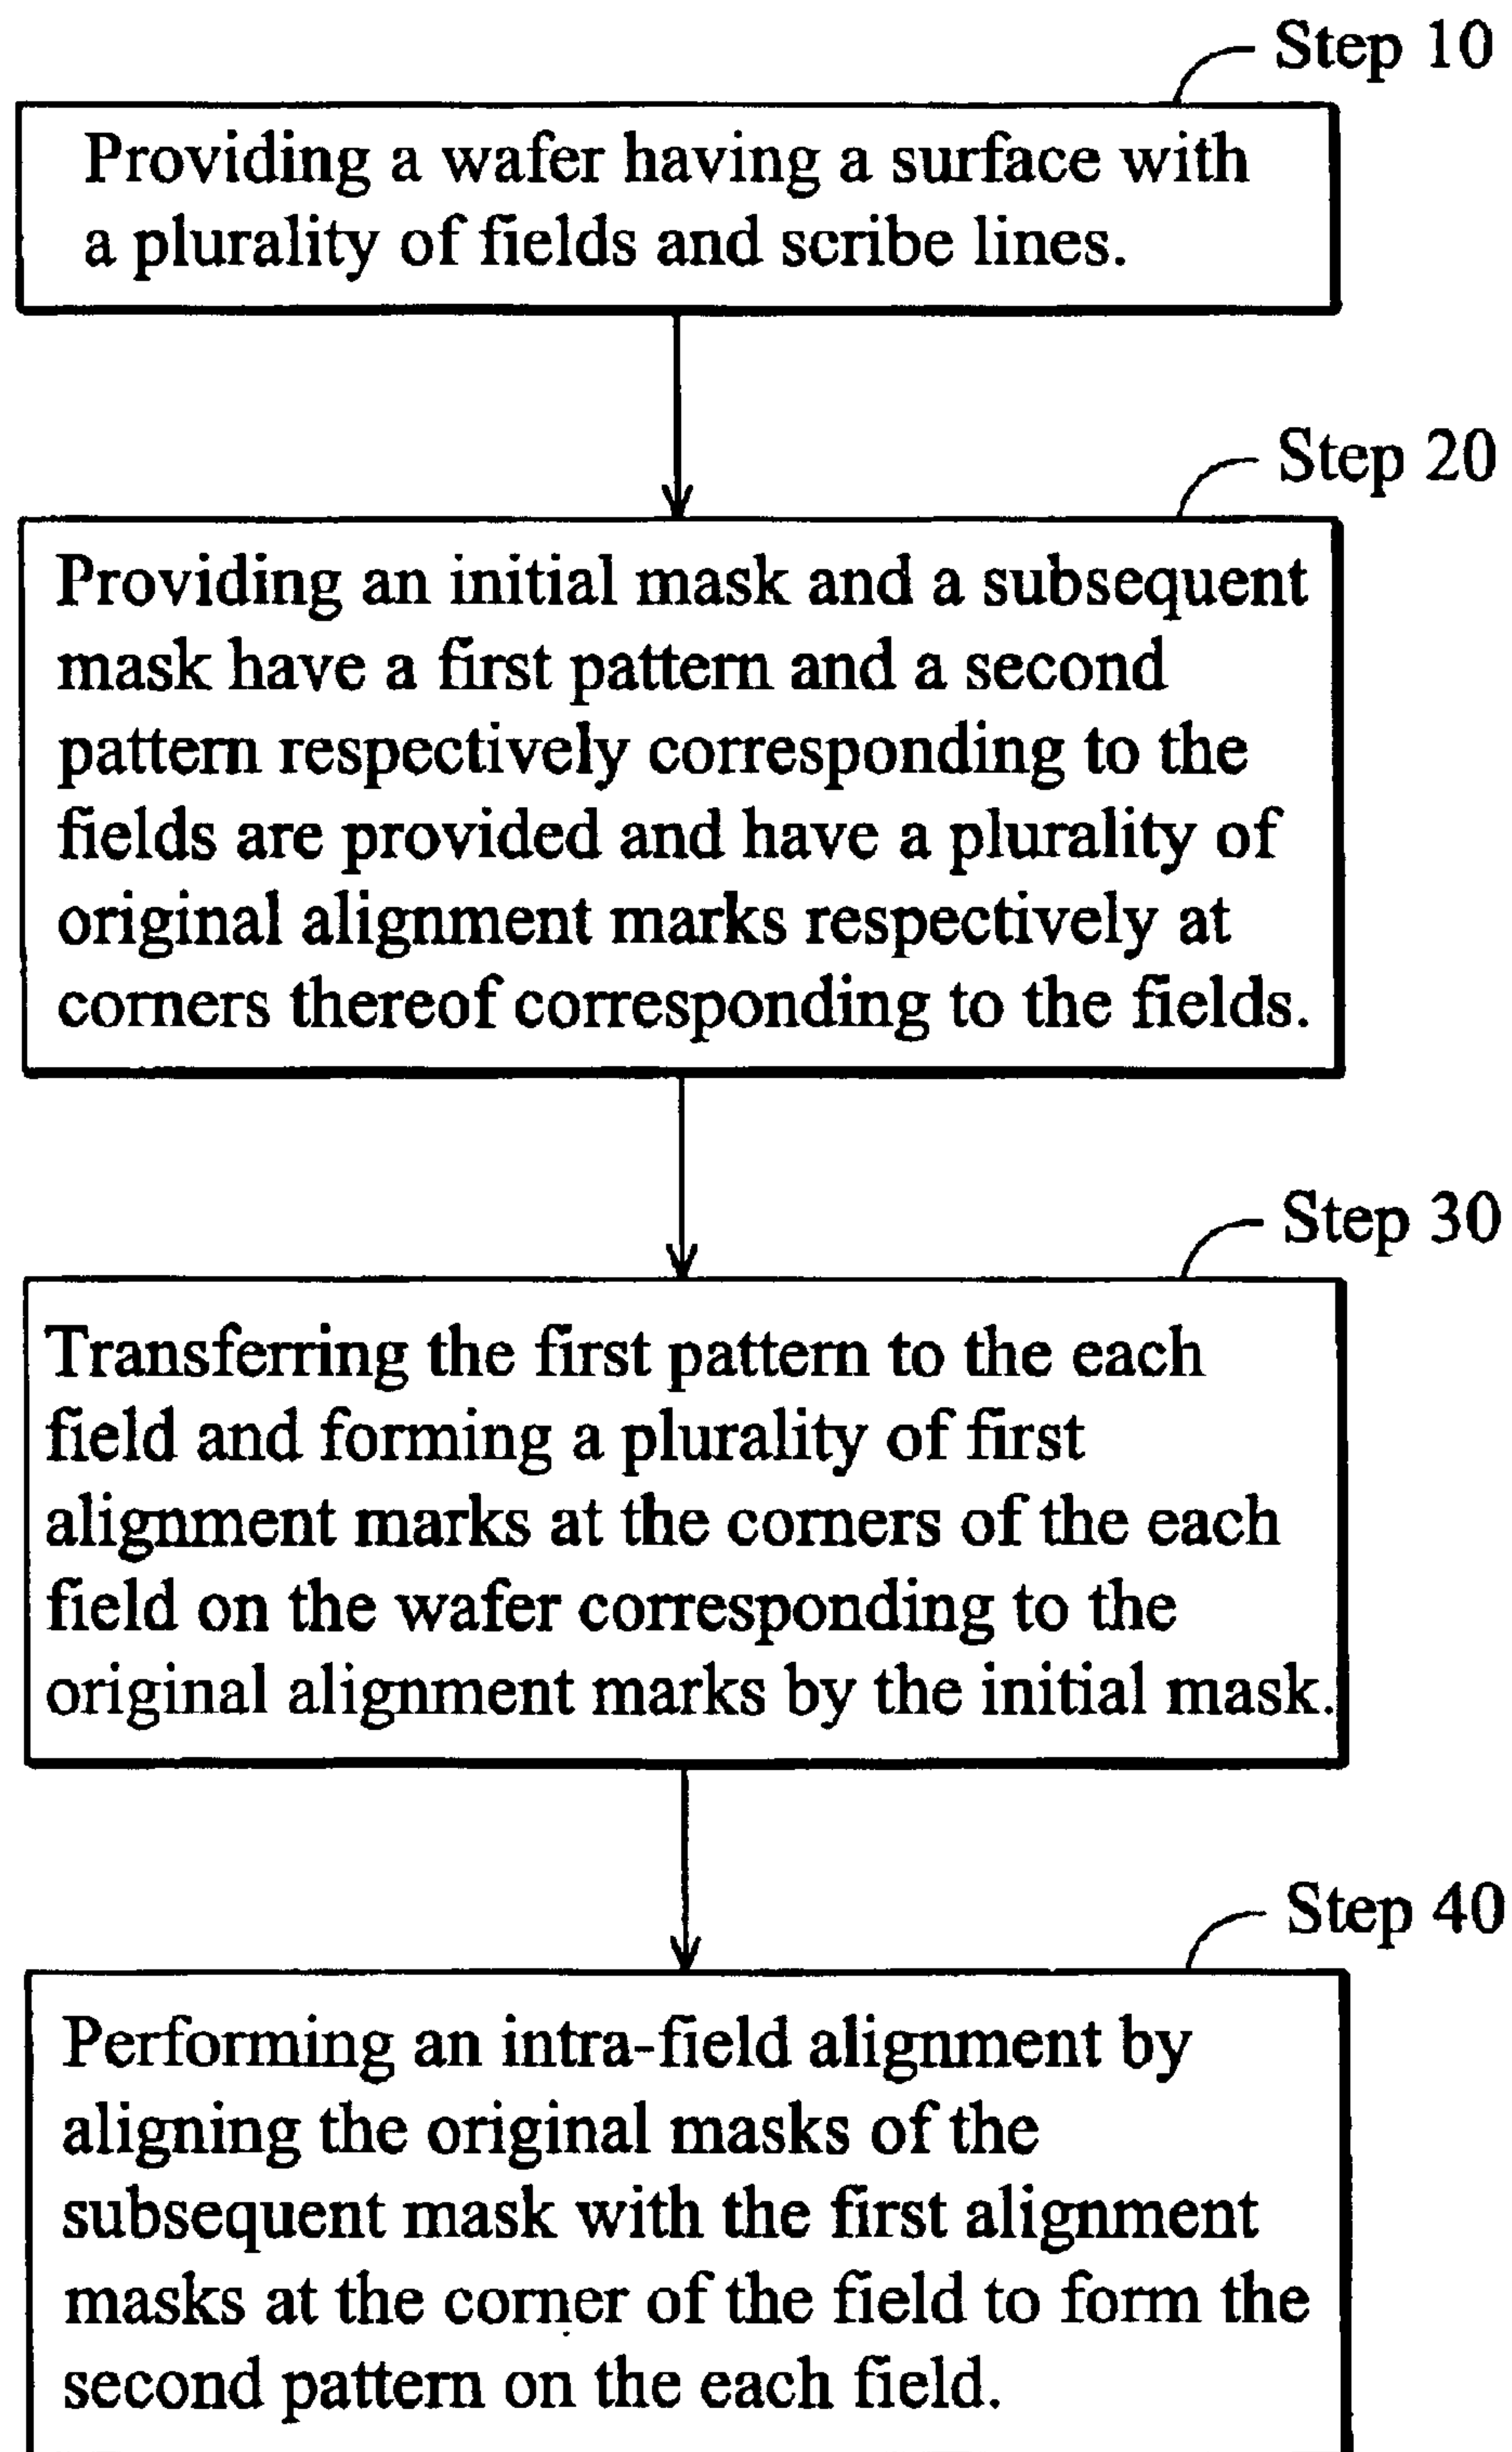 Step 10
Providing a wafer having a surface with
a plurality of fields and scribe lines.
Step 20
Providing an initial mask and a subsequent
mask have a first pattern and a second
pattern respectively corresponding to the
fields are provided and have a plurality of
original alignment marks respectively at
corners thereof corresponding to the fields.
Step 30
Transferring the first pattern to the each
field and forming a plurality of first
alignment marks at the corners of the each
field on the wafer corresponding to the
original alignment marks by the initial mask.
Step 40
Performing an intra-field alignment by
aligning the original masks of the
subsequent mask with the first alignment
masks at the corner of the field to form the
second pattern on the each field.